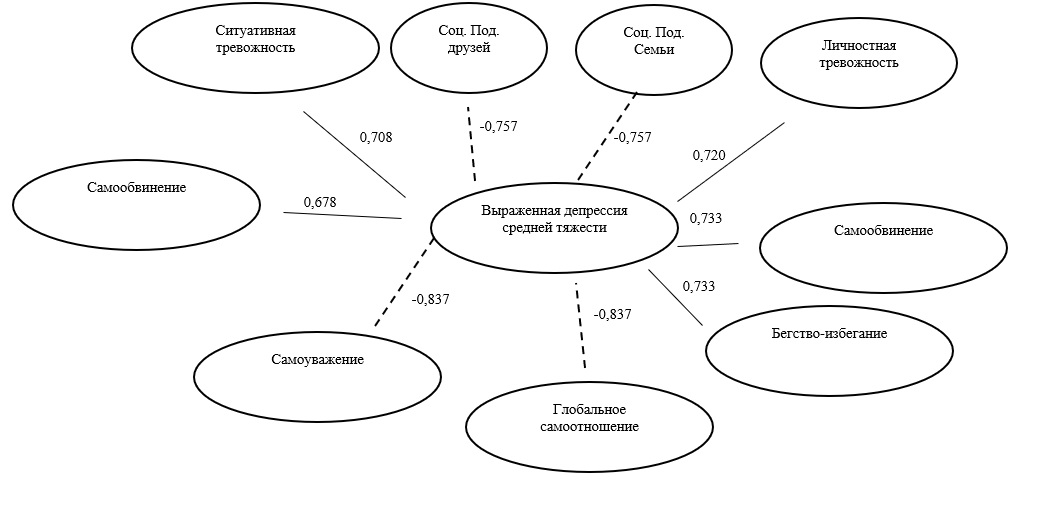 Ситуативная
тревожность
Соц. Под.
друзей
Соц. Под.
Семьи
Личностная
тревожность
0,708
-0,757
-0,757
0,720
Самообвинение
0,678
Выраженная депрессия
средней тяжести
0,733
Самообвинение
0,733
-0,837
-0,837
Бегство-избегание
Самоуважение
Глобальное
самоотношение